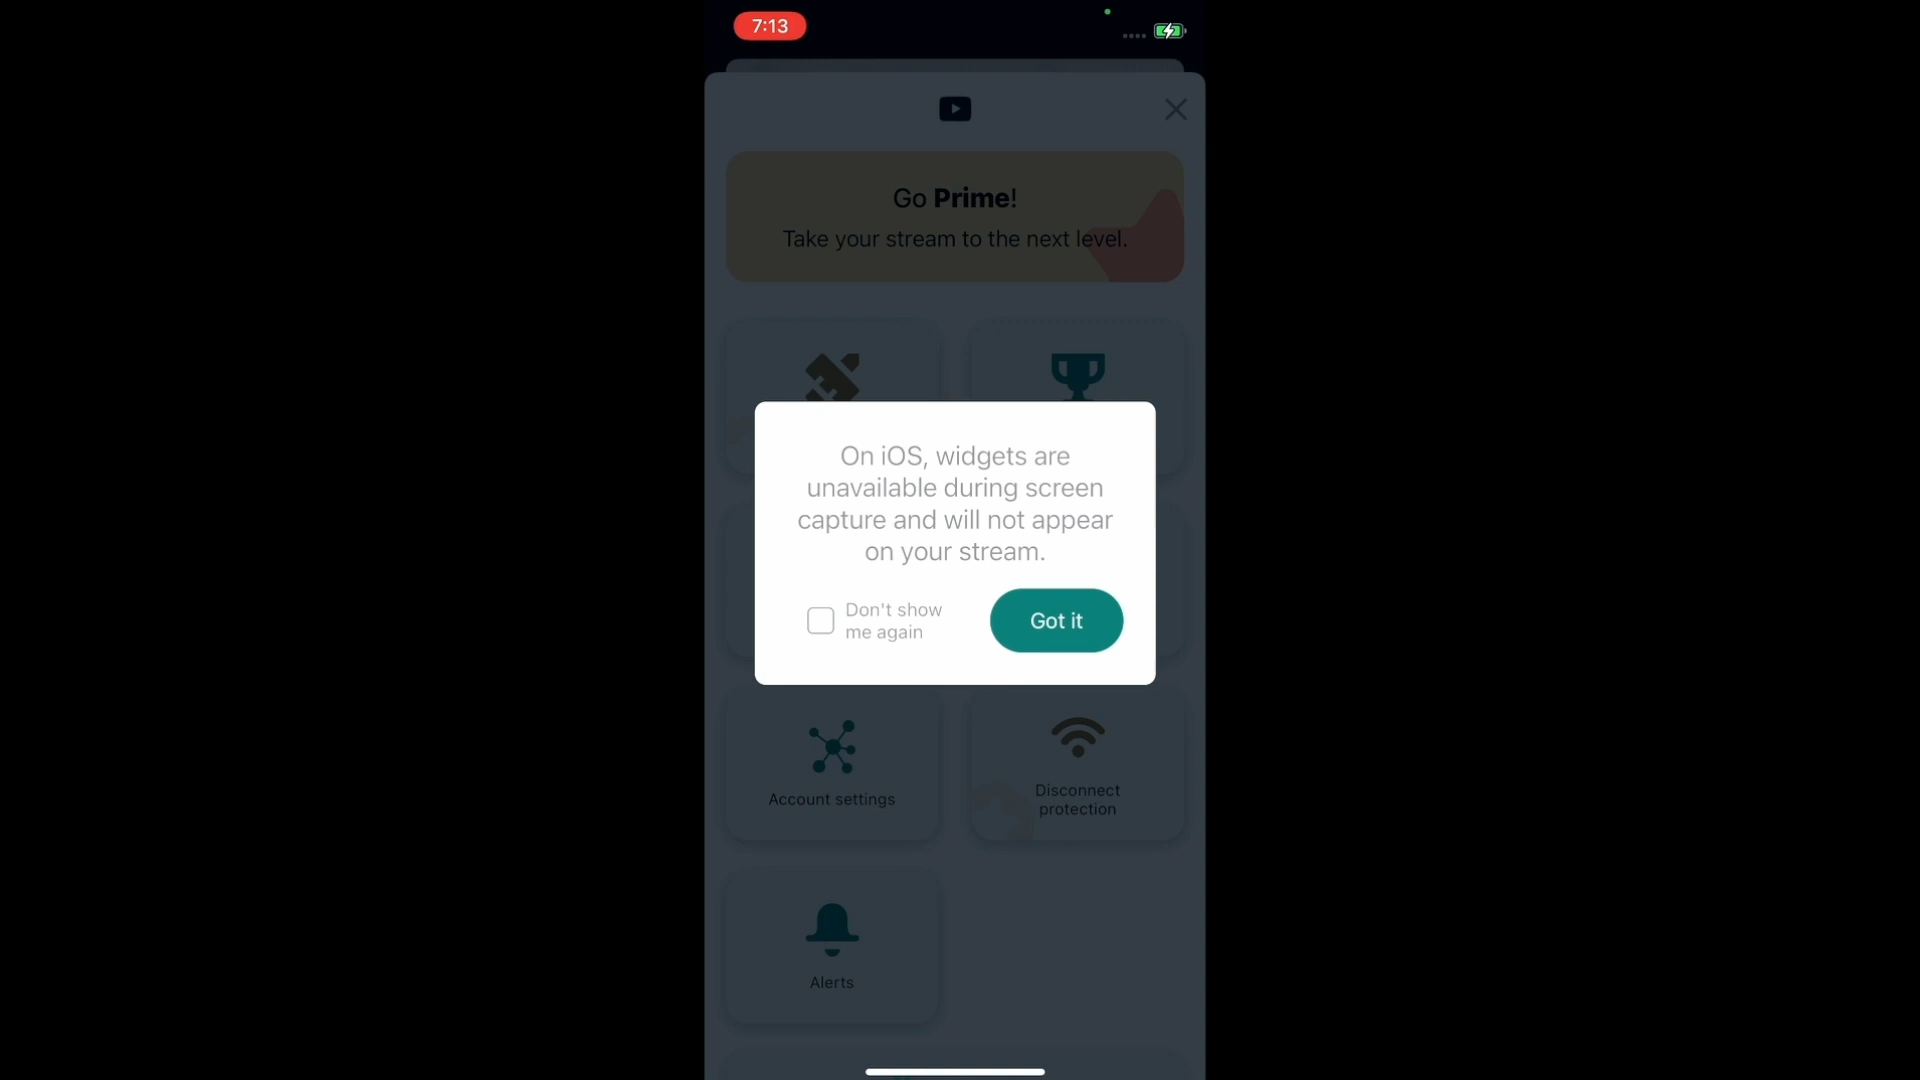 7:13
Go Prime!
Take your stream to the next level.
On iOS, widgets are
unavailable during screen
capture and will not appear
on your stream.
Don't show
me again
Got it
Account settings
Disconnect
protection
Alerts